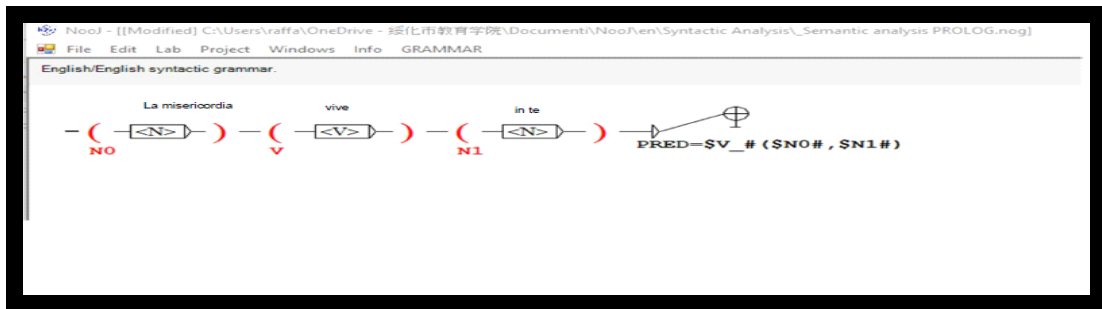 NooJ - [[Modified] C:\Users\raffa\OneDrive - 綏化市教育学院\Documenti\NooJ\en\Syntactic Analysis\_Semantic analysis PROLOG.nog]
File Edit Lab Project Windows Info GRAMMAR
English/English syntactic grammar.
La misericordia vive in te
( <N> ) ( <V> ) ( <N> )
N0 V N1 PRED=$V_#($N0#,$N1#)